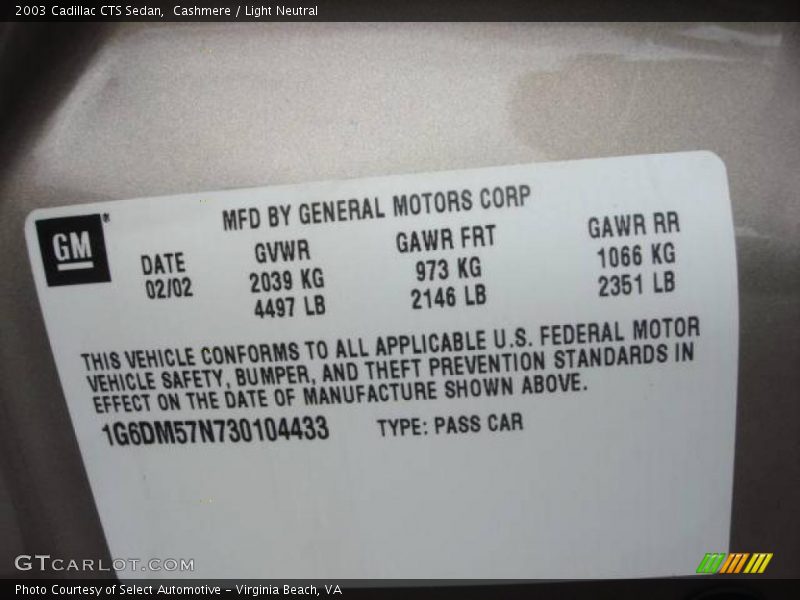 2003 Cadillac CTS Sedan,  Cashmere / Light Neutral
MFD BY GENERAL MOTORS CORP
GM®
DATE GVWR GAWR FRT GAWR RR
02/02 2039 KG 973 KG 1066 KG
4497 LB 2146 LB 2351 LB
THIS VEHICLE CONFORMS TO ALL APPLICABLE U.S. FEDERAL MOTOR
VEHICLE SAFETY, BUMPER, AND THEFT PREVENTION STANDARDS IN
EFFECT ON THE DATE OF MANUFACTURE SHOWN ABOVE.
1G6DM57N730104433 TYPE: PASS CAR
GTCARLOT.COM
Photo Courtesy of Select Automotive – Virginia Beach, VA